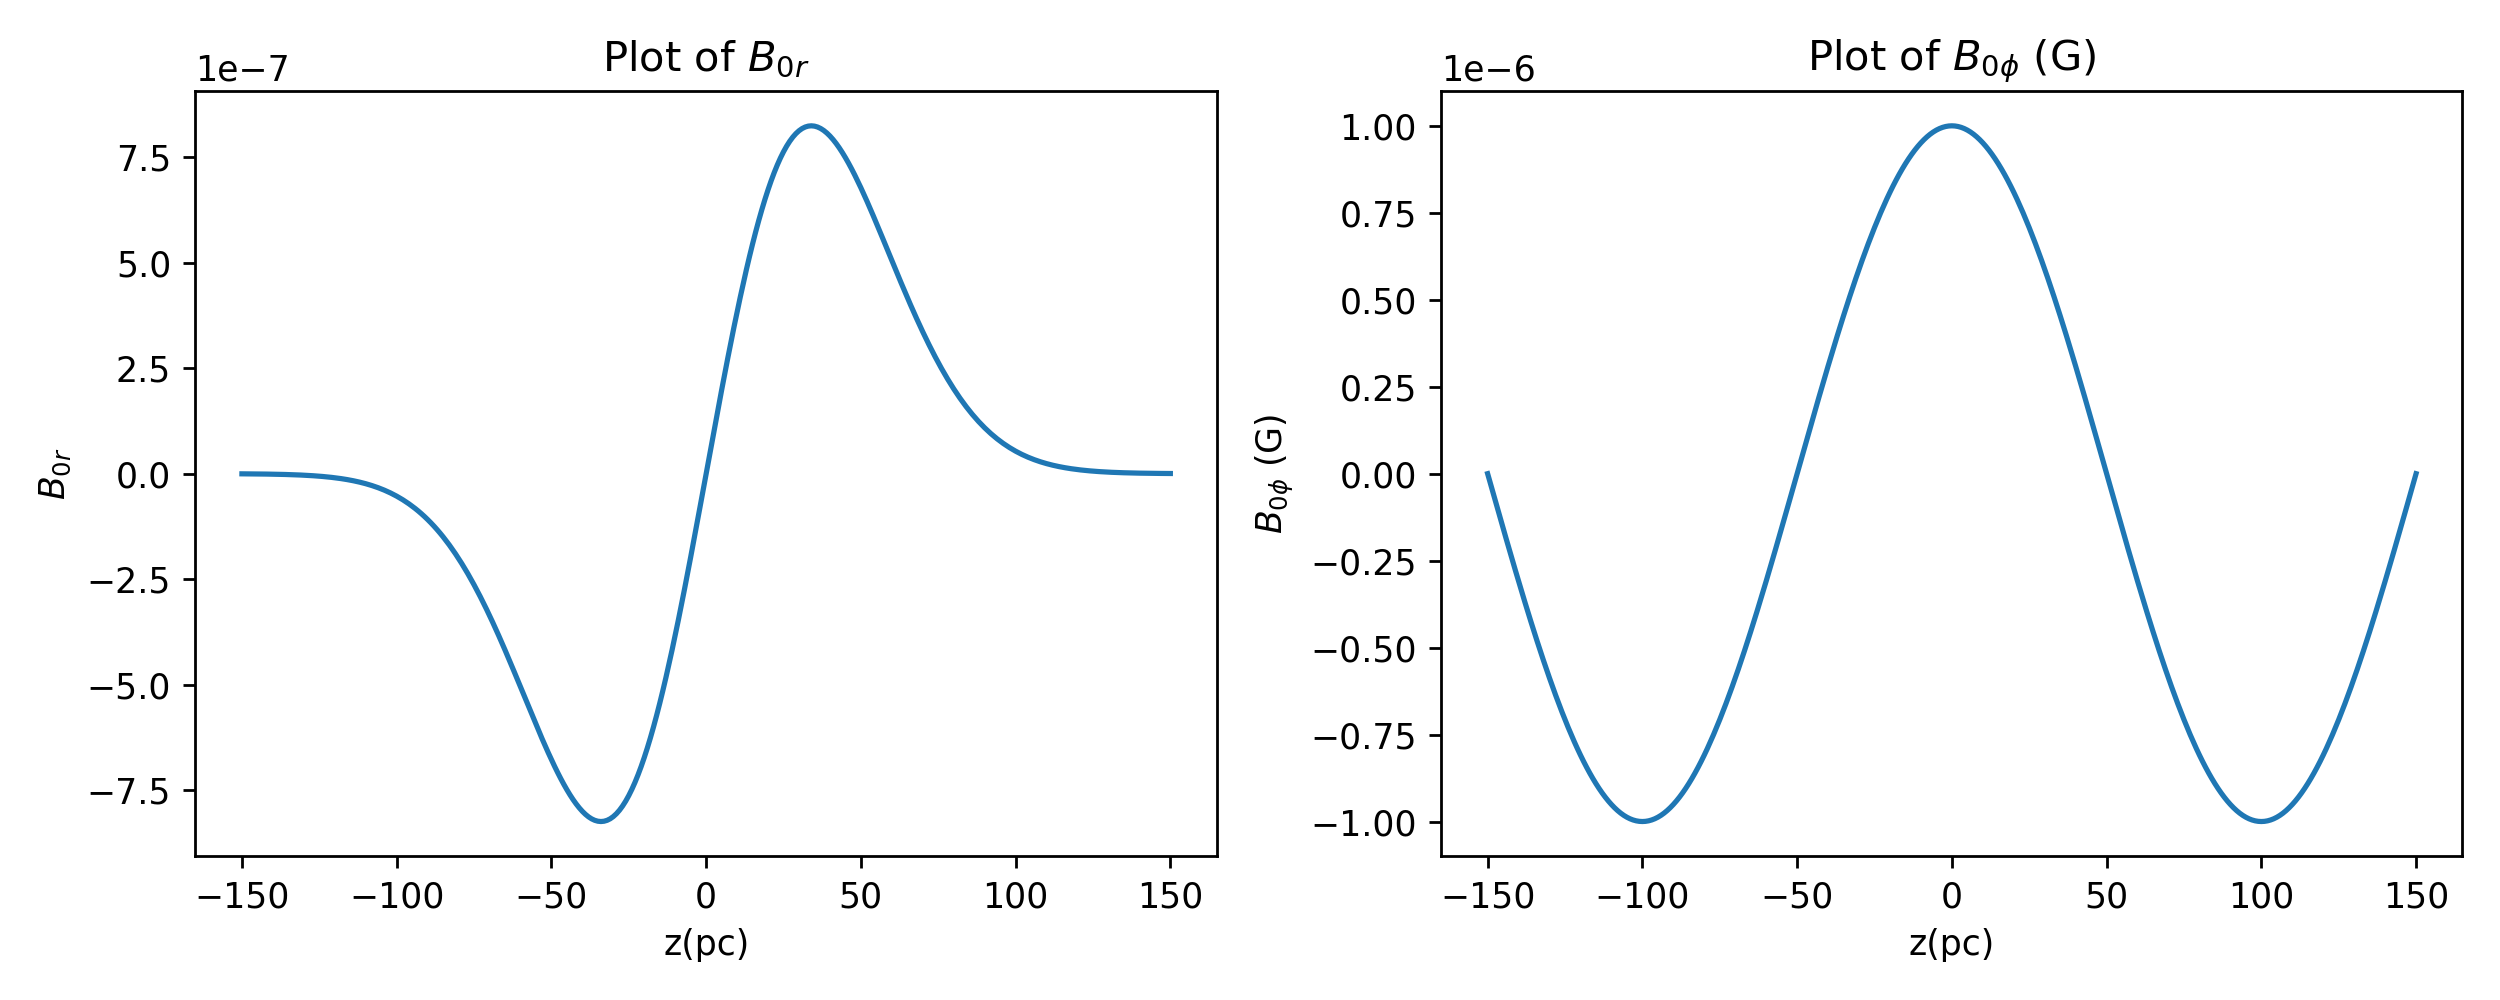 Plot of B₀ᵣ
1e−7
7.5
5.0
2.5
0.0
−2.5
−5.0
−7.5
B₀ᵣ
−150 −100 −50 0 50 100 150
z(pc)
Plot of B₀ᵩ (G)
1e−6
1.00
0.75
0.50
0.25
0.00
−0.25
−0.50
−0.75
−1.00
B₀ᵩ (G)
−150 −100 −50 0 50 100 150
z(pc)